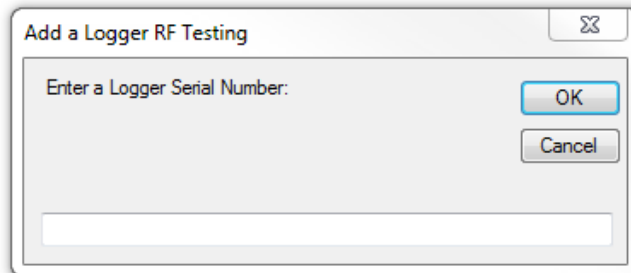 Add a Logger RF Testing
Enter a Logger Serial Number:
OK
Cancel